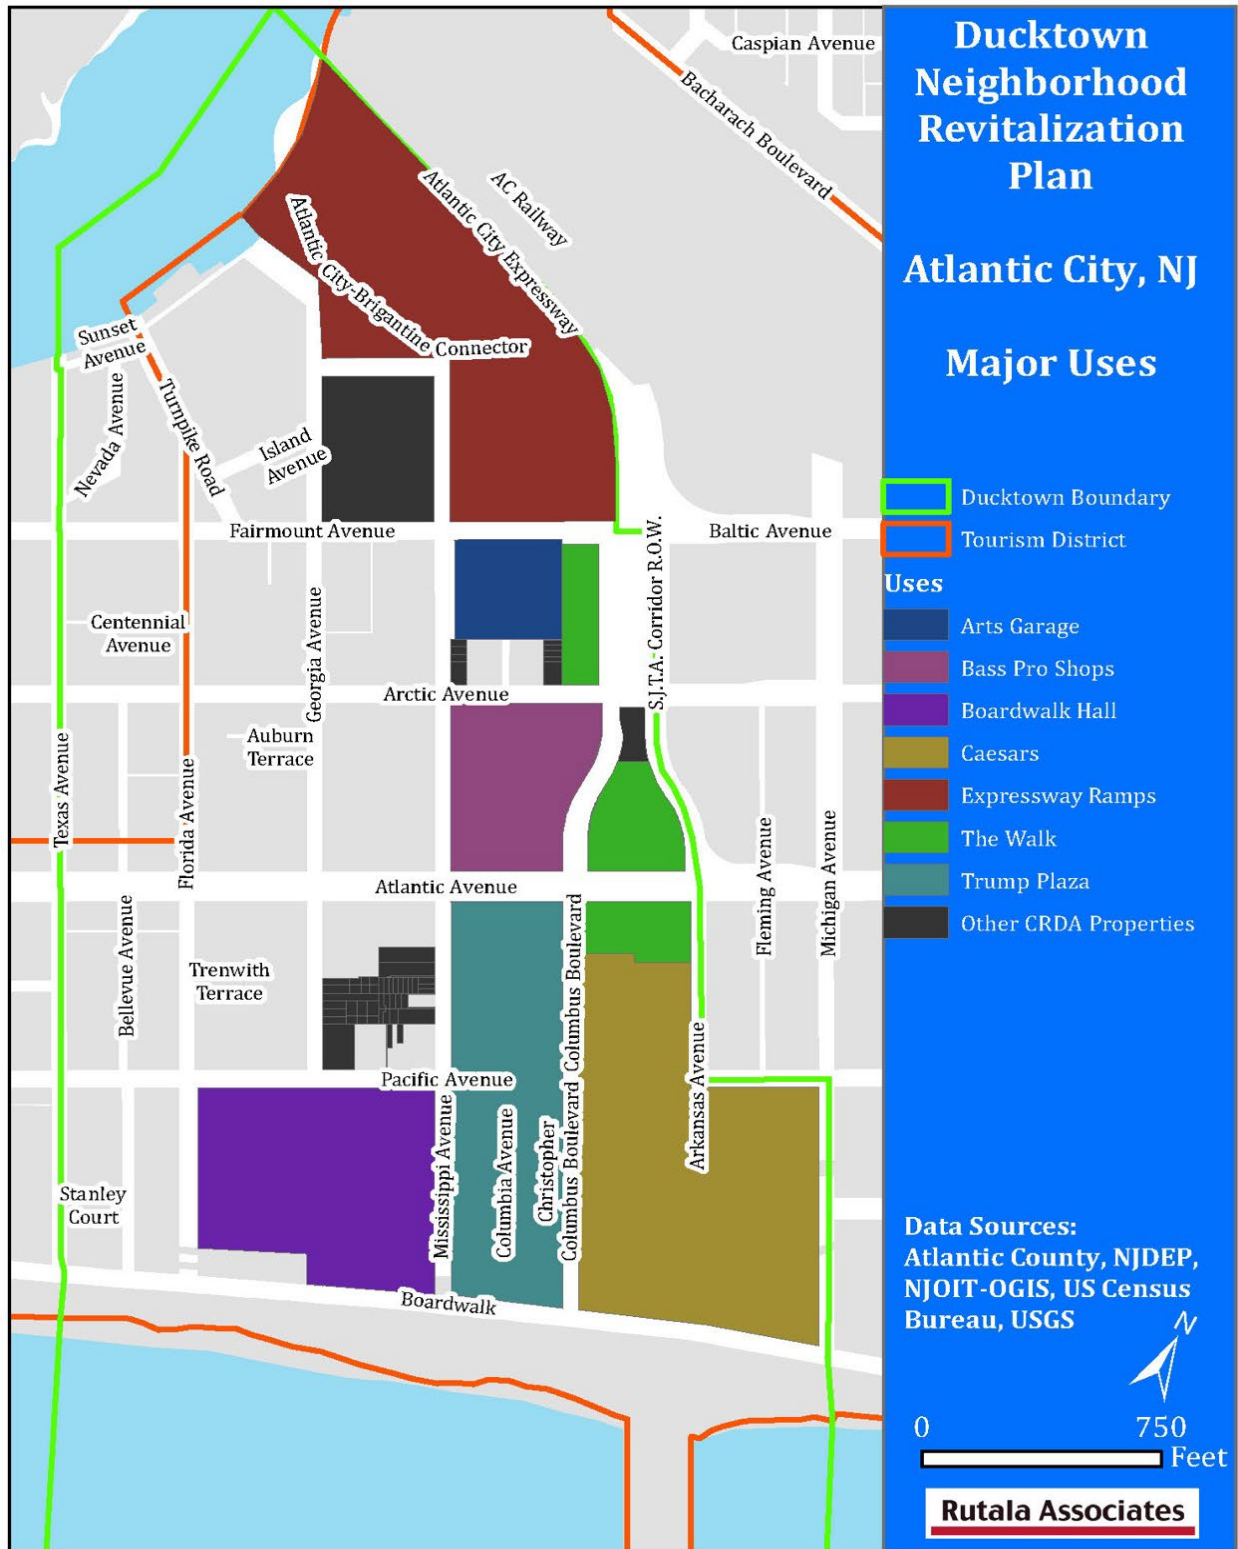 Caspian Avenue
Bacharach Boulevard
AC Railway
Atlantic City Expressway
Atlantic City-Brigantine Connector
Sunset
Avenue
Nevada Avenue
Turnpike Road
Island
Avenue
Fairmount Avenue
Baltic Avenue
S.J.T.A. Corridor R.O.W.
Centennial
Avenue
Georgia Avenue
Arctic Avenue
Auburn
Terrace
Texas Avenue
Florida Avenue
Fleming Avenue
Michigan Avenue
Atlantic Avenue
Bellevue Avenue
Trenwith
Terrace
Columbus Boulevard
Pacific Avenue
Mississippi Avenue
Columbia Avenue
Christopher
Columbus Boulevard
Arkansas Avenue
Stanley
Court
Boardwalk
Ducktown
Neighborhood
Revitalization
Plan
Atlantic City, NJ
Major Uses
Ducktown Boundary
Tourism District
Uses
Arts Garage
Bass Pro Shops
Boardwalk Hall
Caesars
Expressway Ramps
The Walk
Trump Plaza
Other CRDA Properties
Data Sources:
Atlantic County, NJDEP,
NJOIT-OGIS, US Census
Bureau, USGS
N
0 750
Feet
Rutala Associates